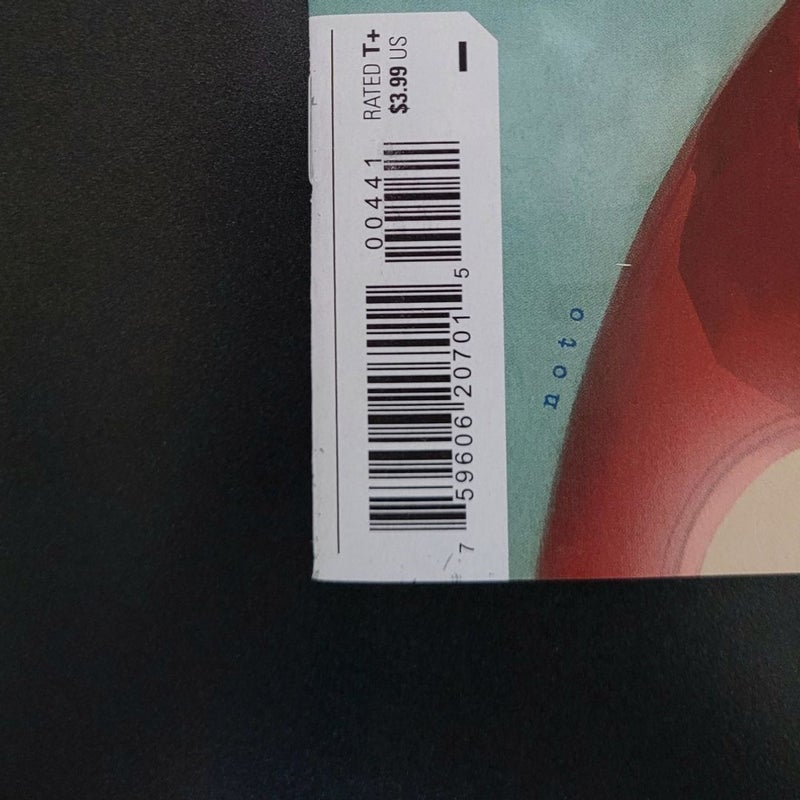 RATED T+
$3.99 US
00441
7 59606 20701 5
noto